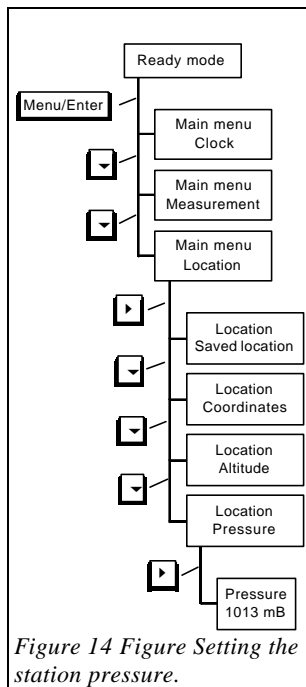 Ready mode
Menu/Enter
Main menu
Clock
Main menu
Measurement
Main menu
Location
Location
Saved location
Location
Coordinates
Location
Altitude
Location
Pressure
Pressure
1013 mB
Figure 14 Figure Setting the
station pressure.